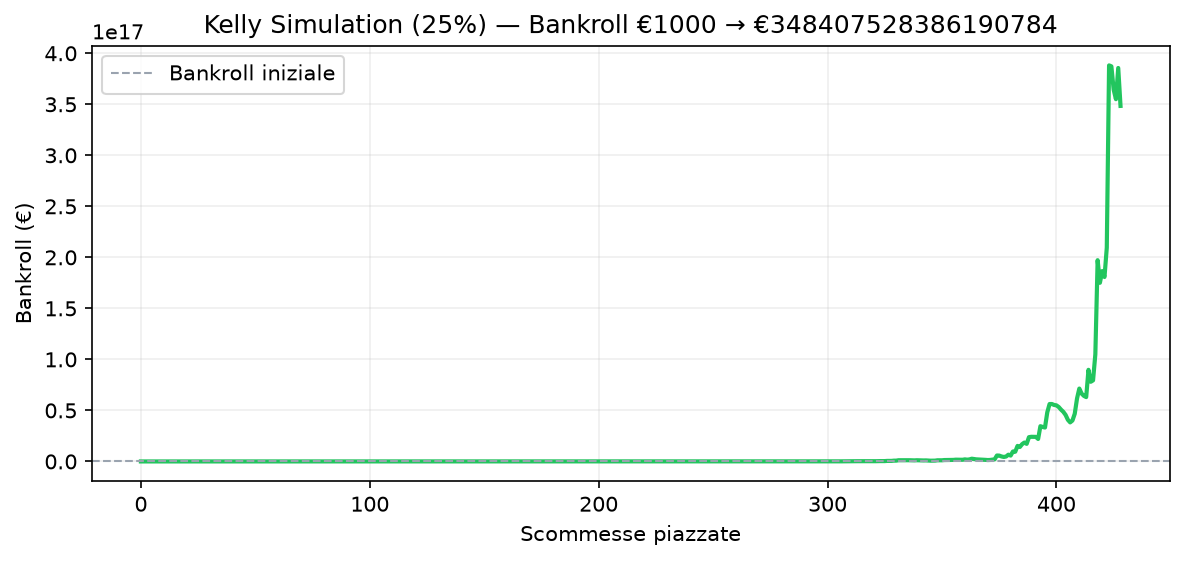 Kelly Simulation (25%) — Bankroll €1000 → €348407528386190784
1e17
Bankroll iniziale
4.0
3.5
3.0
2.5
2.0
1.5
1.0
0.5
0.0
Bankroll (€)
0
100
200
300
400
Scommesse piazzate